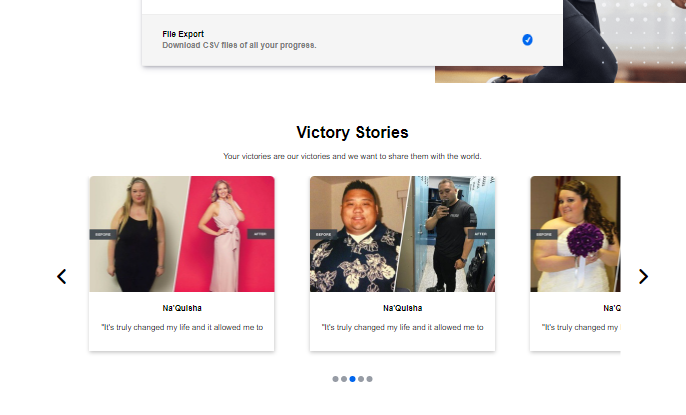 File Export
Download CSV files of all your progress.
Victory Stories
Your victories are our victories and we want to share them with the world.
BEFORE
AFTER
BEFORE
AFTER
BEFORE
Na'Quisha
Na'Quisha
Na'Q
"It's truly changed my life and it allowed me to
"It's truly changed my life and it allowed me to
"It's truly changed my